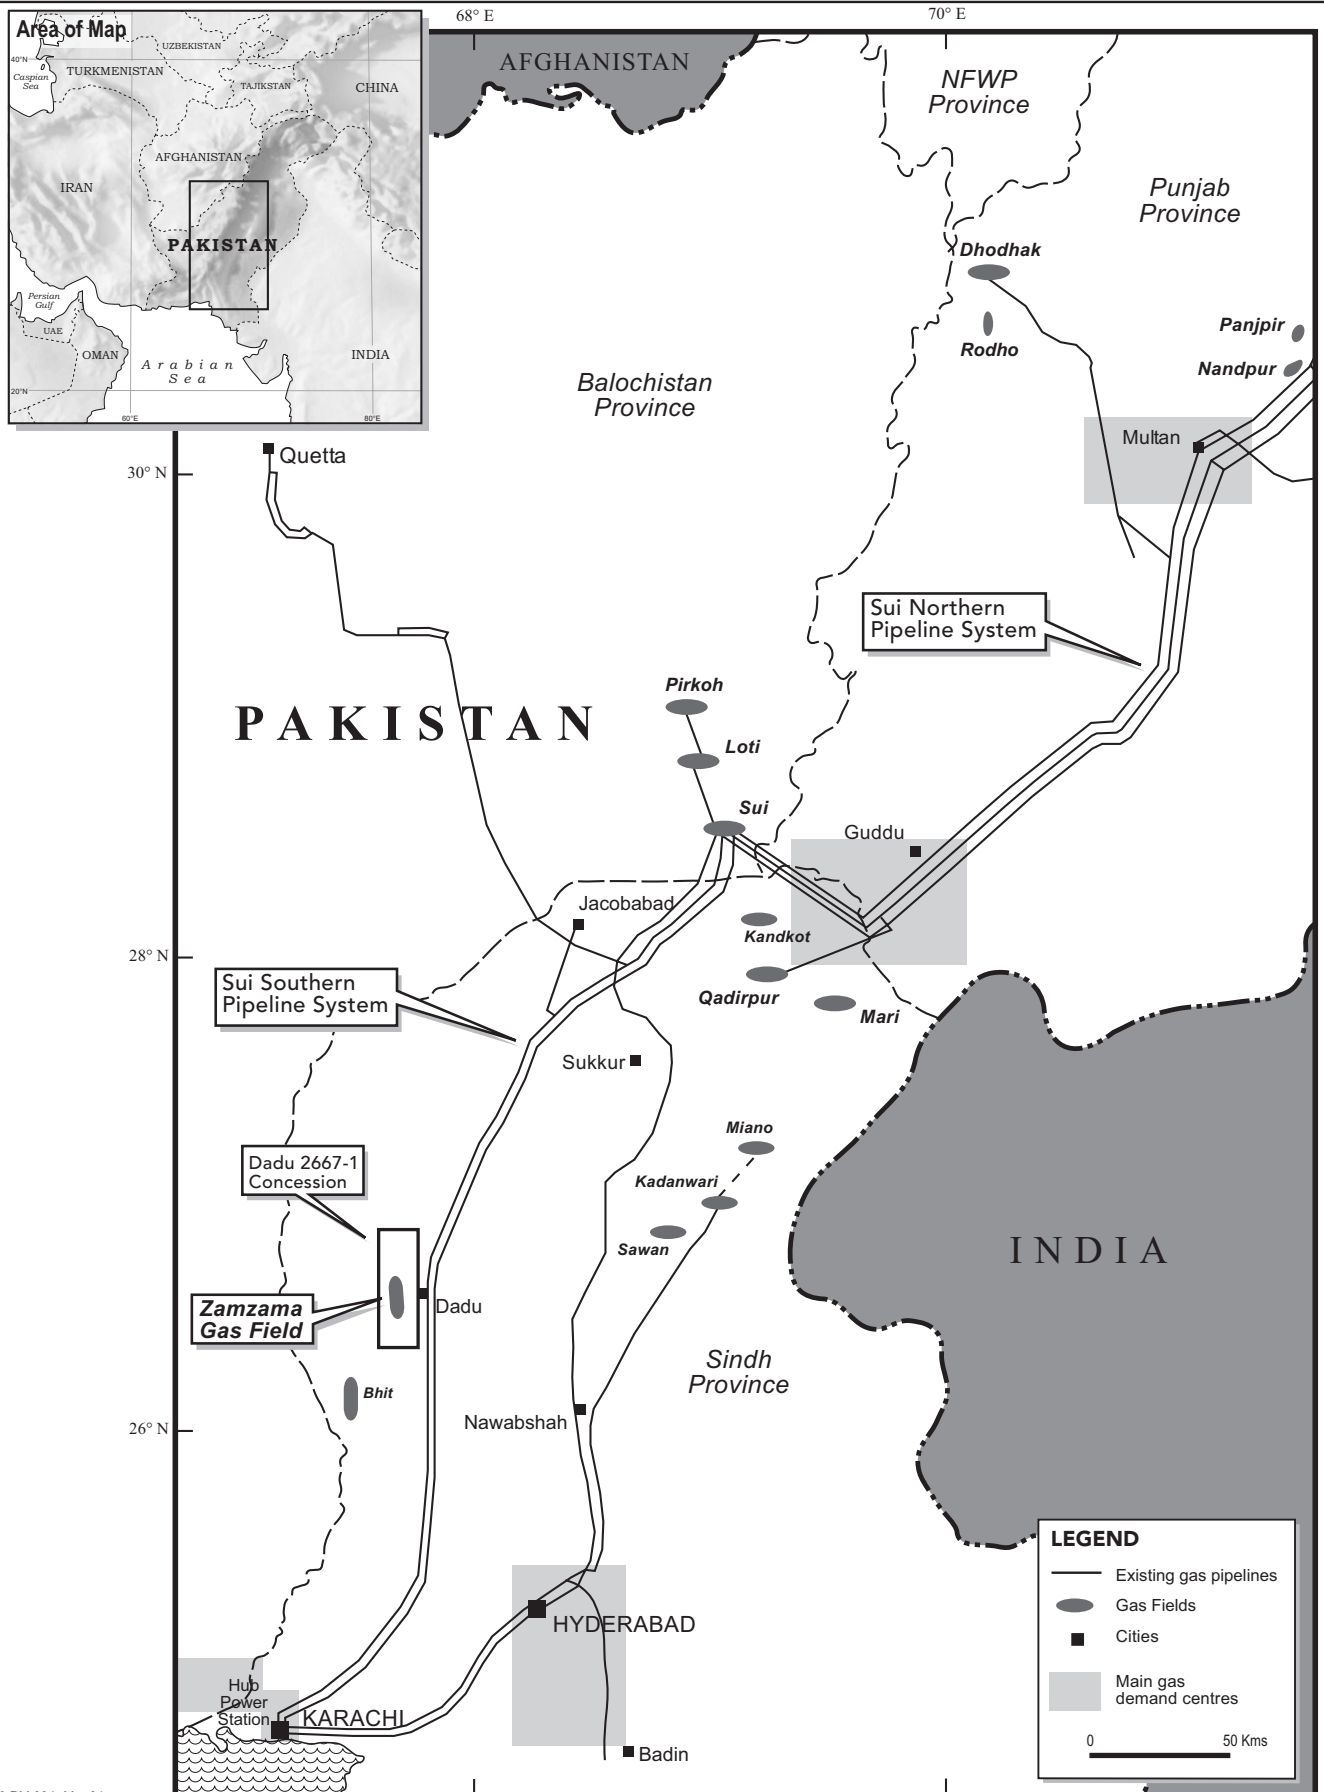 68° E
70° E
Area of Map
40°N
UZBEKISTAN
TURKMENISTAN
Caspian
Sea
TAJIKSTAN
CHINA
AFGHANISTAN
IRAN
PAKISTAN
Persian
Gulf
UAE
OMAN
Arabian
Sea
INDIA
20°N
60°E
80°E
AFGHANISTAN
NFWP
Province
Punjab
Province
Dhodhak
Rodho
Panjpir
Nandpur
Balochistan
Province
Multan
Quetta
30° N
Sui Northern
Pipeline System
PAKISTAN
Pirkoh
Loti
Sui
Guddu
Jacobabad
Kandkot
28° N
Sui Southern
Pipeline System
Qadirpur
Mari
Sukkur
Miano
Dadu 2667-1
Concession
Kadanwari
Sawan
INDIA
Zamzama
Gas Field
Dadu
Sindh
Province
Bhit
Nawabshah
26° N
HYDERABAD
Hub
Power
Station
KARACHI
Badin
LEGEND
Existing gas pipelines
Gas Fields
Cities
Main gas
demand centres
0
50 Kms